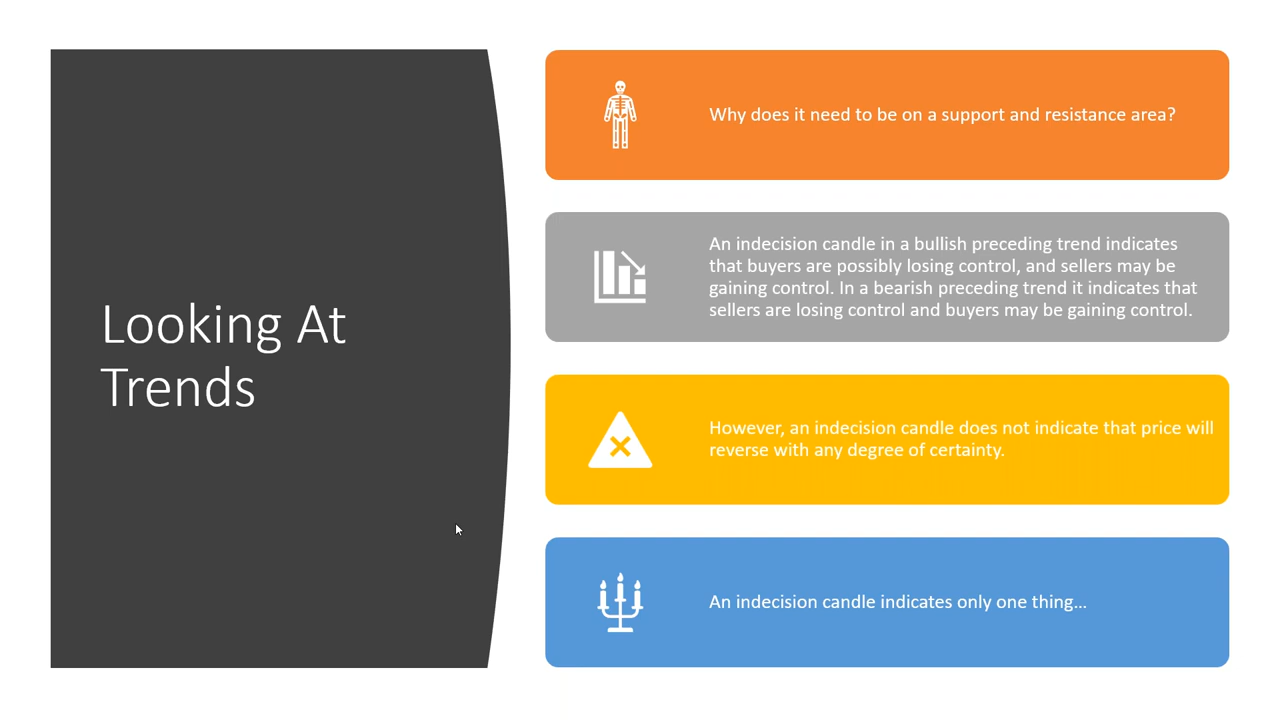 Looking At
Trends
Why does it need to be on a support and resistance area?
An indecision candle in a bullish preceding trend indicates
that buyers are possibly losing control, and sellers may be
gaining control. In a bearish preceding trend it indicates that
sellers are losing control and buyers may be gaining control.
However, an indecision candle does not indicate that price will
reverse with any degree of certainty.
An indecision candle indicates only one thing...